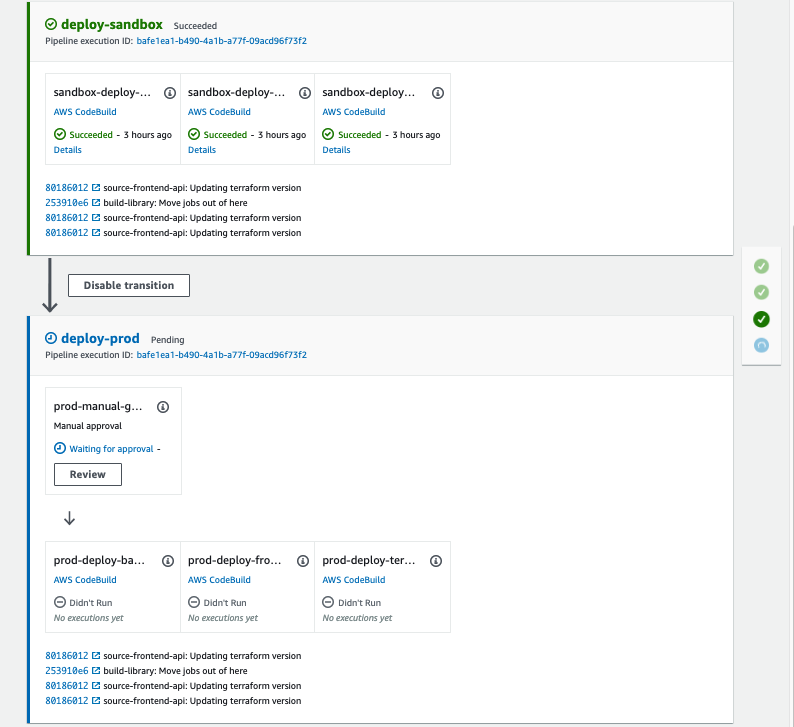 deploy-sandbox Succeeded
Pipeline execution ID: bafe1ea1-b490-4a1b-a77f-09acd96f73f2
sandbox-deploy-... sandbox-deploy-... sandbox-deploy...
AWS CodeBuild AWS CodeBuild AWS CodeBuild
Succeeded - 3 hours ago Succeeded - 3 hours ago Succeeded - 3 hours ago
Details Details Details
80186012 source-frontend-api: Updating terraform version
253910e6 build-library: Move jobs out of here
80186012 source-frontend-api: Updating terraform version
80186012 source-frontend-api: Updating terraform version
Disable transition
deploy-prod Pending
Pipeline execution ID: bafe1ea1-b490-4a1b-a77f-09acd96f73f2
prod-manual-g...
Manual approval
Waiting for approval -
Review
prod-deploy-ba... prod-deploy-fro... prod-deploy-ter...
AWS CodeBuild AWS CodeBuild AWS CodeBuild
Didn't Run Didn't Run Didn't Run
No executions yet No executions yet No executions yet
80186012 source-frontend-api: Updating terraform version
253910e6 build-library: Move jobs out of here
80186012 source-frontend-api: Updating terraform version
80186012 source-frontend-api: Updating terraform version